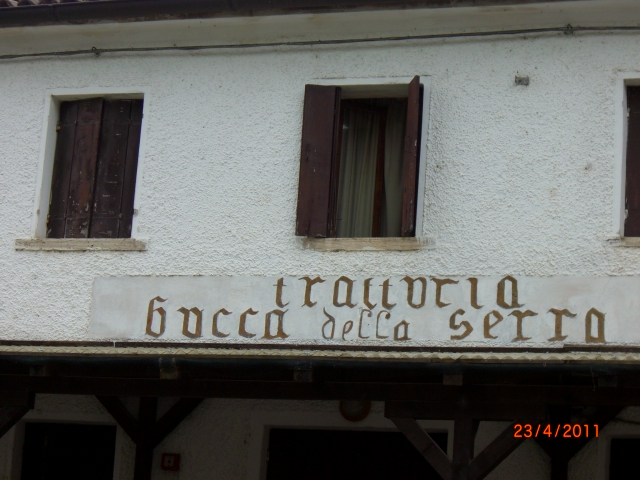 trattoria
bocca della serra
23/4/2011